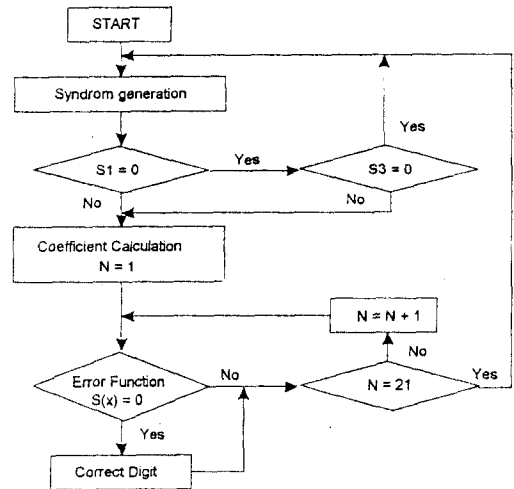 START
Syndrom generation
Yes
S1 = 0
Yes
S3 = 0
No
No
Coefficient Calculation
N = 1
N = N + 1
No
Error Function
S(x) = 0
No
N = 21
Yes
Yes
Correct Digit